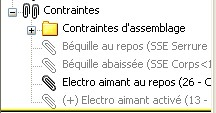 Contraintes
Contraintes d'assemblage
Béquille au repos (SSE Serrure
Béquille abaissée (SSE Corps<1
Electro aimant au repos (26 - C
(+) Electro aimant activé (13 -